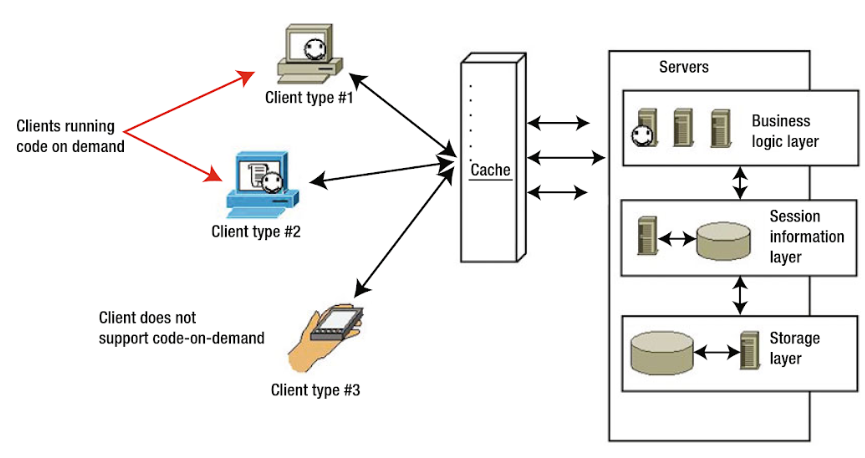 Client type #1
Clients running
code on demand
Client type #2
Client does not
support code-on-demand
Client type #3
Cache
Servers
Business
logic layer
Session
information
layer
Storage
layer